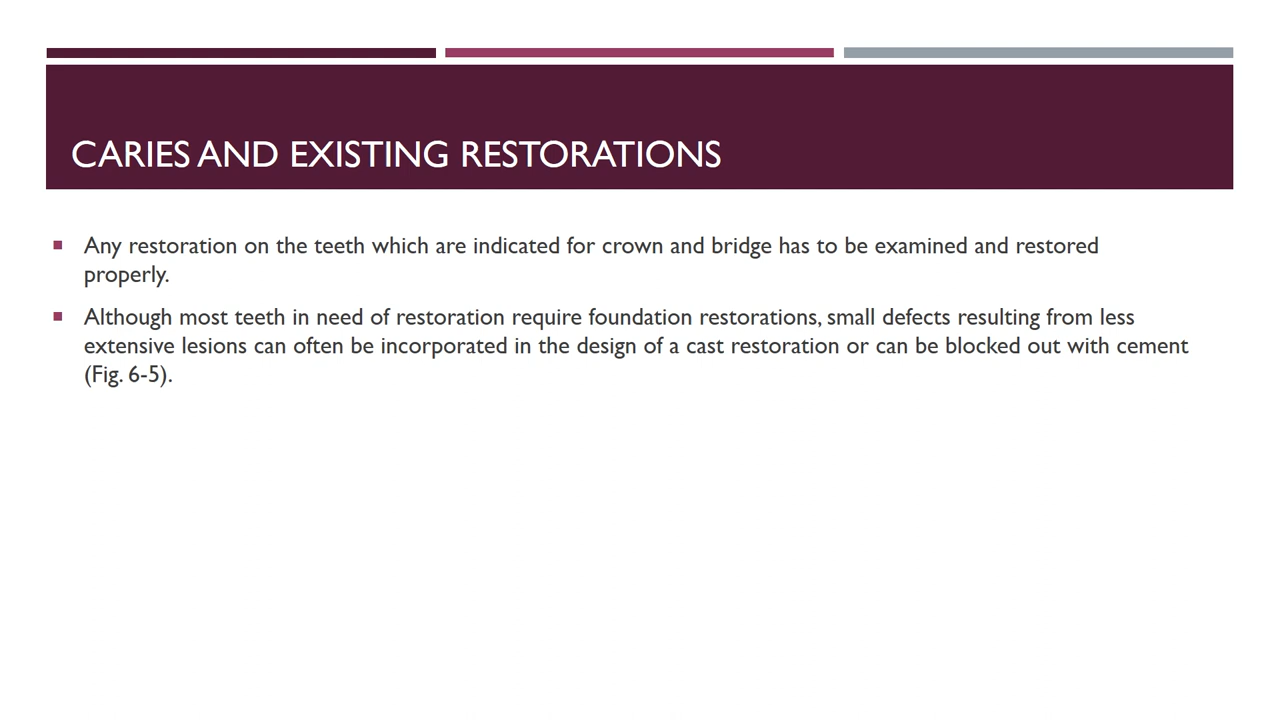 CARIES AND EXISTING RESTORATIONS
Any restoration on the teeth which are indicated for crown and bridge has to be examined and restored
properly.
Although most teeth in need of restoration require foundation restorations, small defects resulting from less
extensive lesions can often be incorporated in the design of a cast restoration or can be blocked out with cement
(Fig. 6-5).